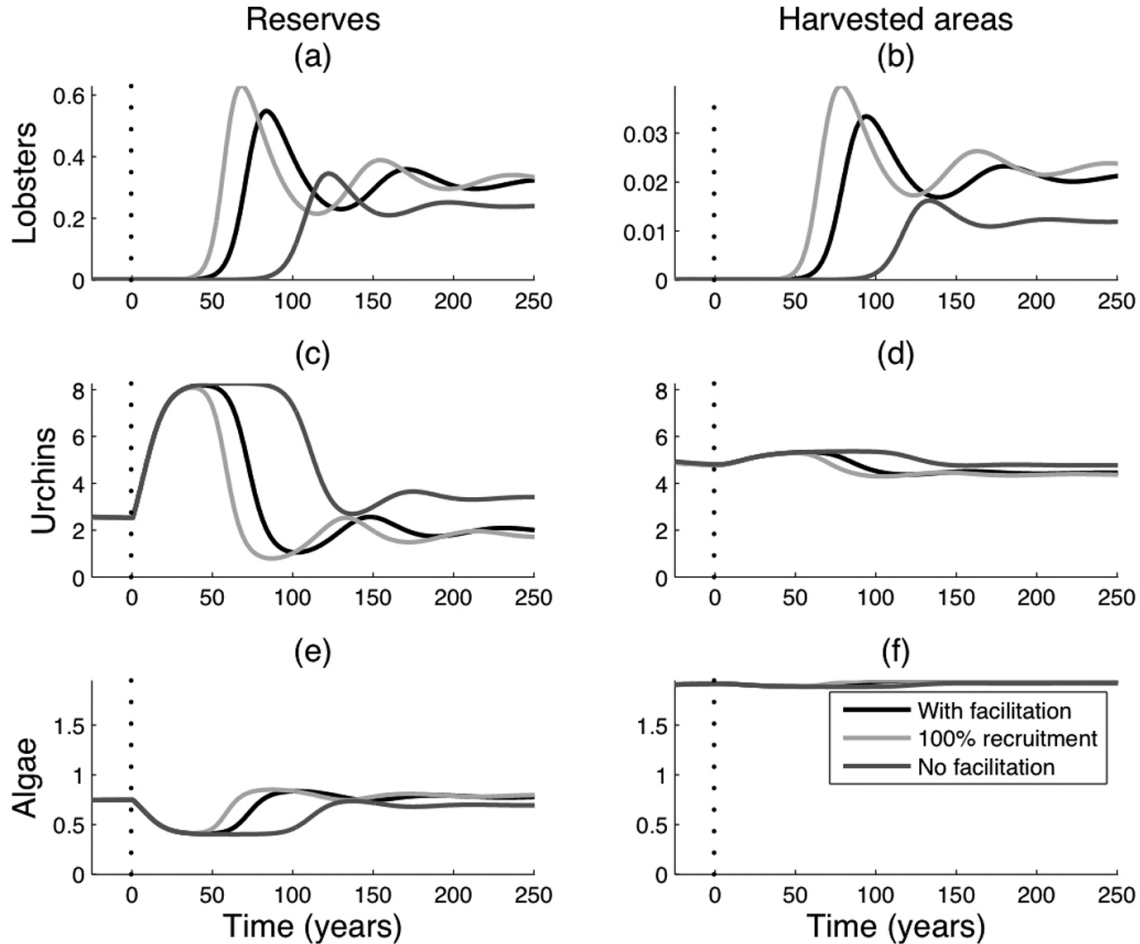 Reserves
Harvested areas
(a)
(b)
Lobsters
0.6
0.4
0.2
0
0 50 100 150 200 250
0.03
0.02
0.01
0
0 50 100 150 200 250
(c)
(d)
Urchins
8
6
4
2
0
0 50 100 150 200 250
8
6
4
2
0
0 50 100 150 200 250
(e)
(f)
Algae
1.5
1
0.5
0
0 50 100 150 200 250
Time (years)
1.5
1
0.5
0
With facilitation
100% recruitment
No facilitation
0 50 100 150 200 250
Time (years)